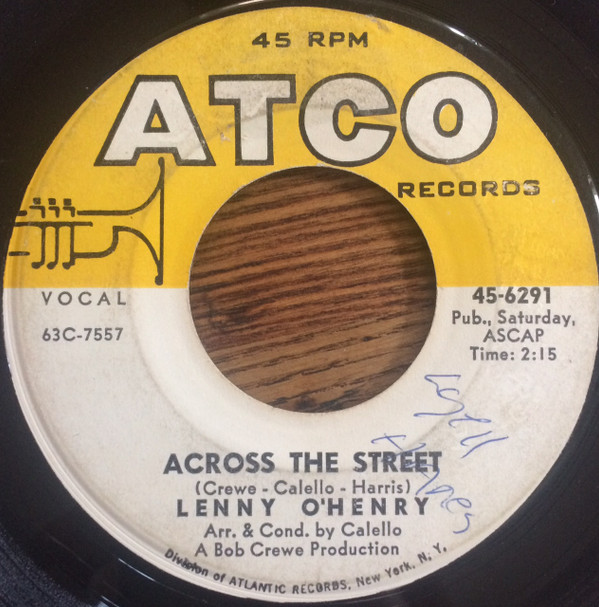 45 RPM
ATCO
RECORDS
VOCAL
63C-7557
45-6291
Pub., Saturday,
ASCAP
Time: 2:15
ACROSS THE STREET
(Crewe - Calello - Harris)
LENNY O'HENRY
Arr. & Cond. by Calello
A Bob Crewe Production
Division of ATLANTIC RECORDS, New York, N. Y.